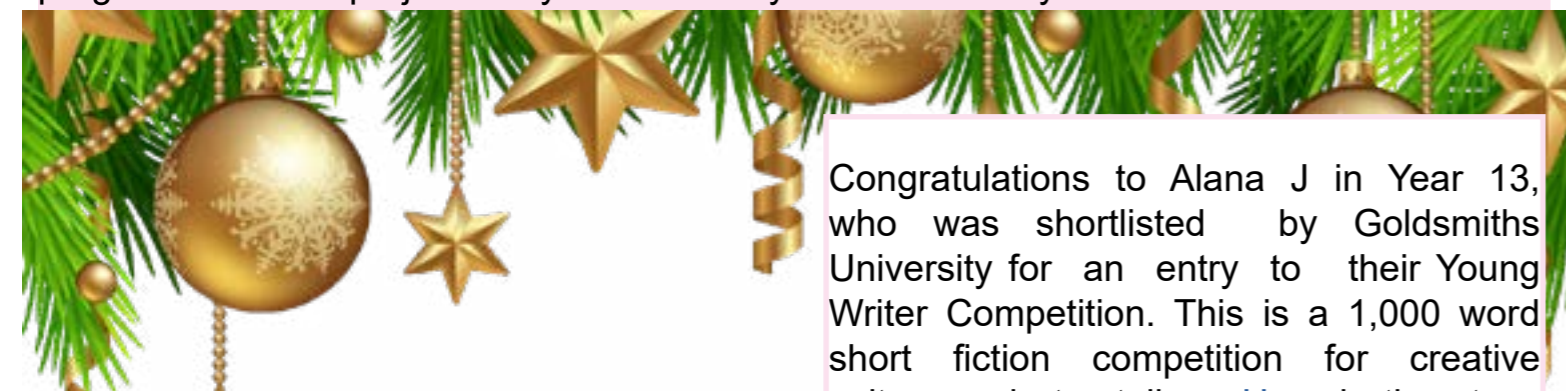 Congratulations to Alana J in Year 13,
who was shortlisted by Goldsmiths
University for an entry to their Young
Writer Competition. This is a 1,000 word
short fiction competition for creative